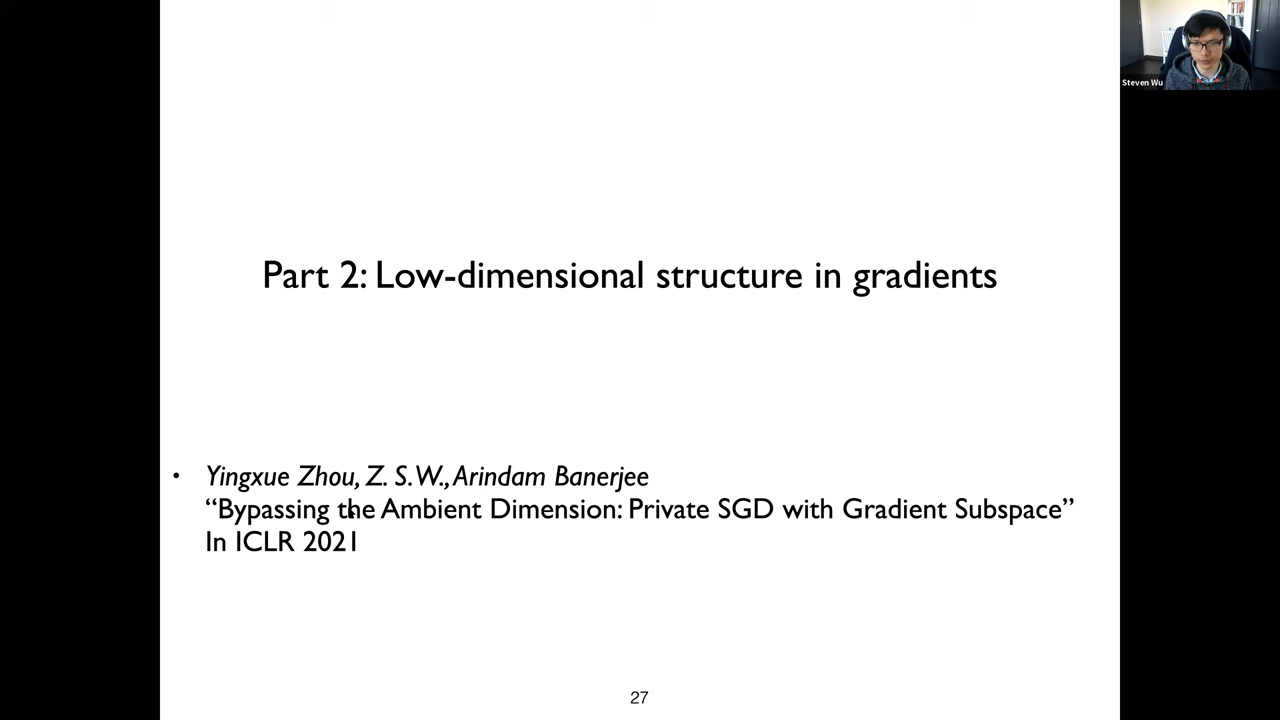 Steven Wu
Part 2: Low-dimensional structure in gradients
• Yingxue Zhou, Z. S.W., Arindam Banerjee
“Bypassing the Ambient Dimension: Private SGD with Gradient Subspace”
In ICLR 2021
27